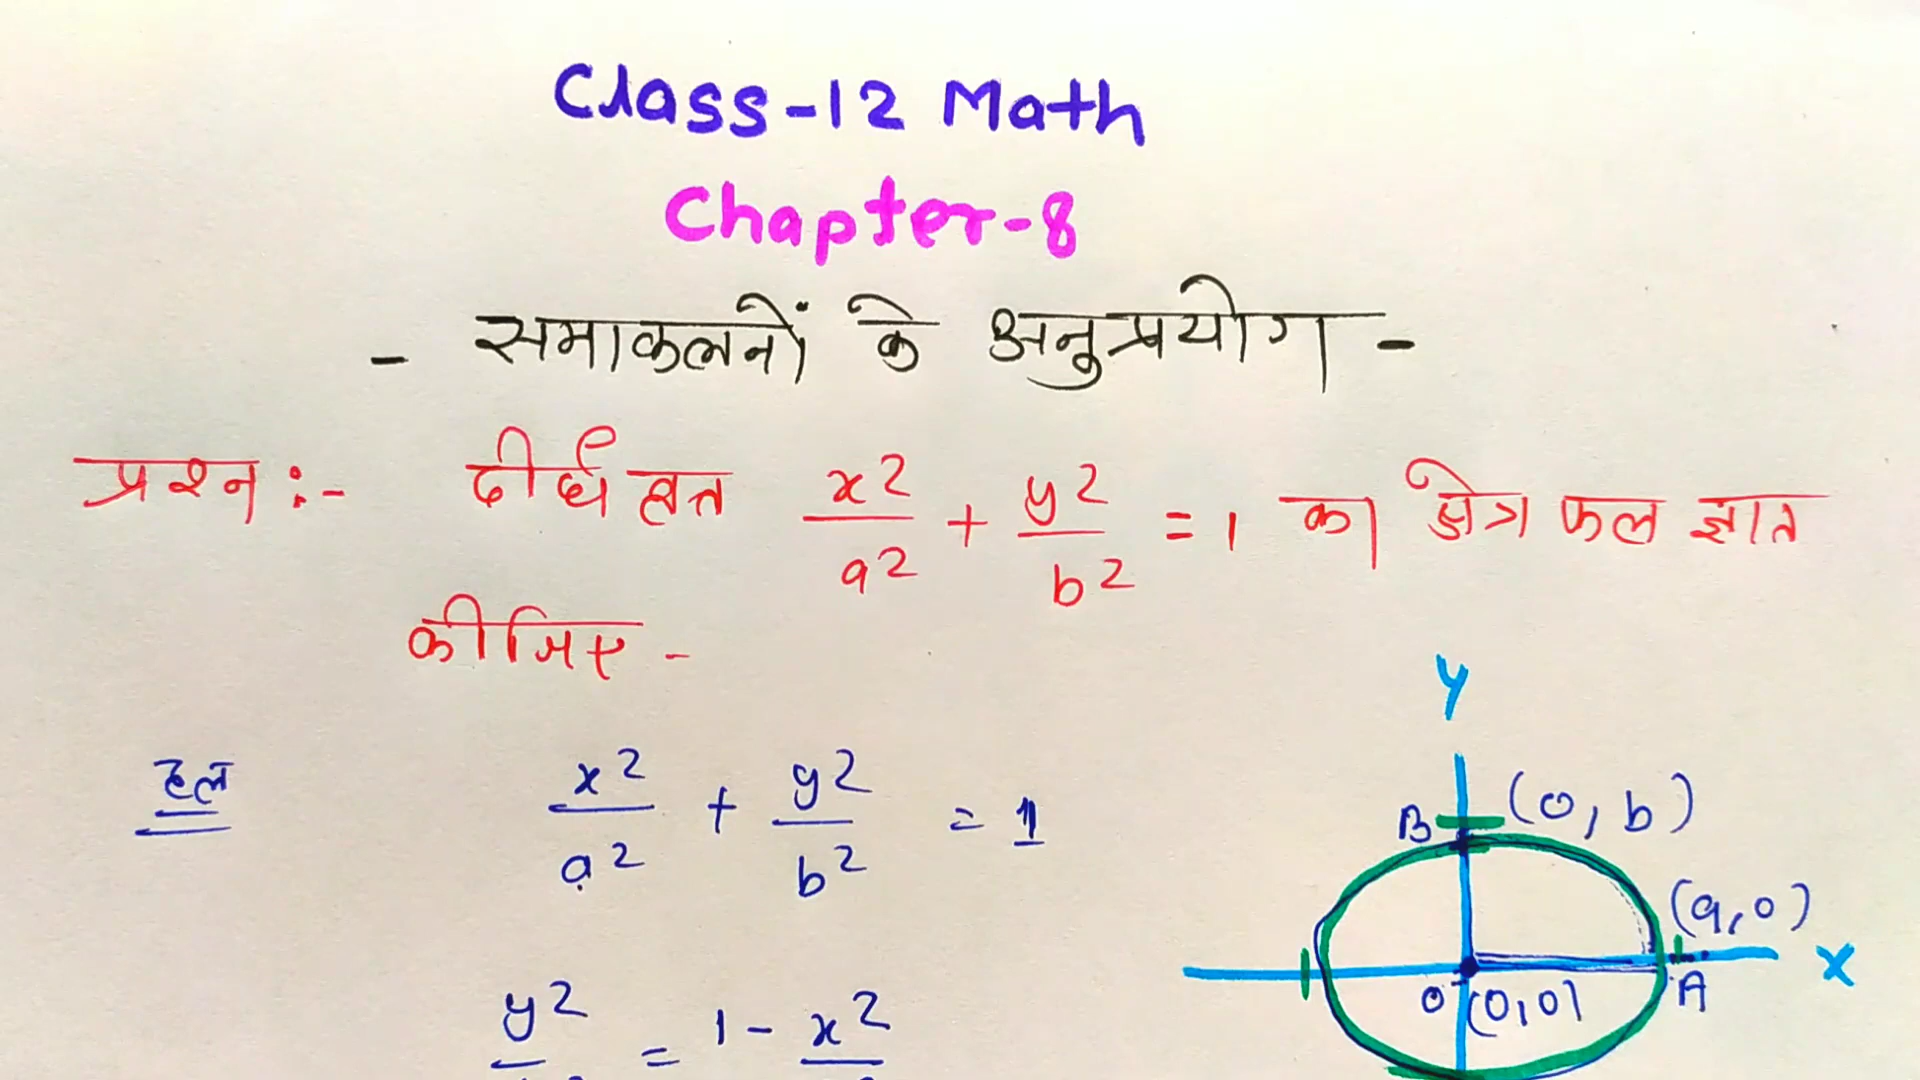 Class-12 Math
Chapter-8
- समाकलनों के अनुप्रयोग -
प्रश्न :- दीर्घवृत्त x²/a² + y²/b² = 1 का क्षेत्रफल ज्ञात
कीजिए -
हल x²/a² + y²/b² = 1
y² = 1 - x²
Y
B (0, b)
(a, 0)
X
O (0,0) A